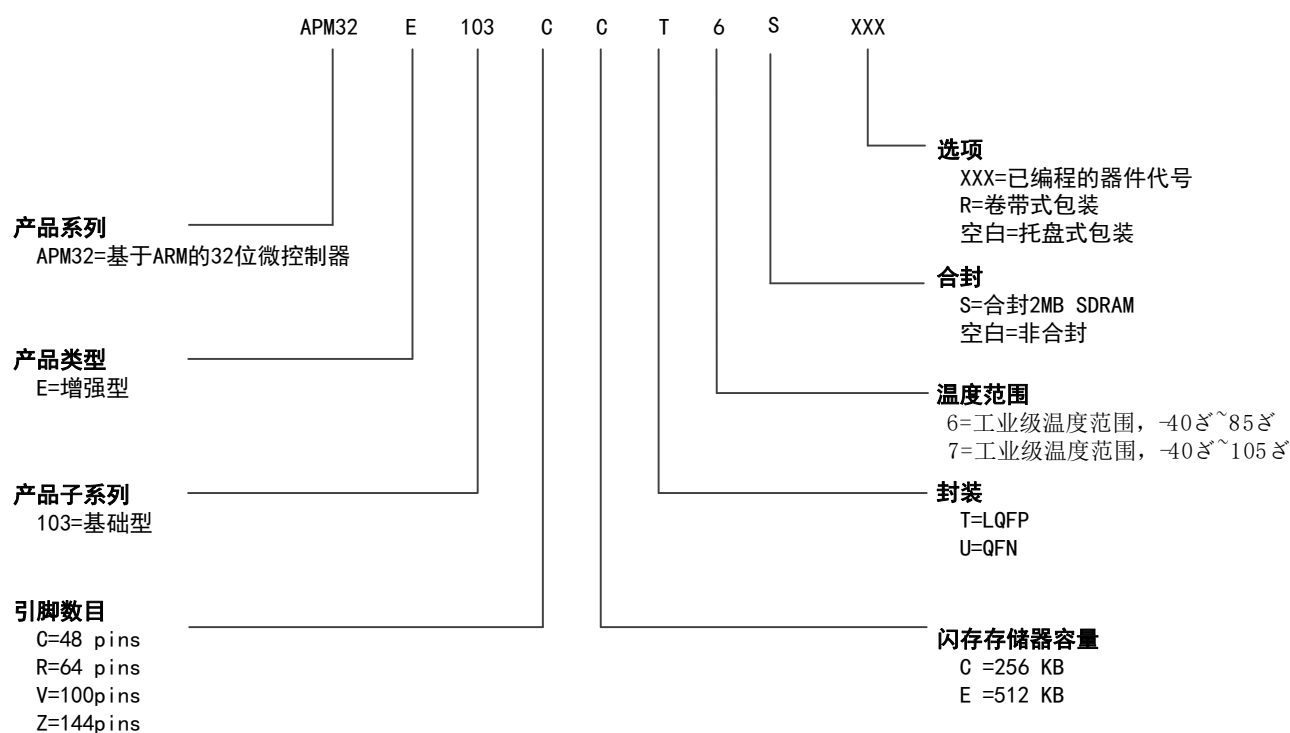 APM32 E 103 C C T 6 S XXX
选项
XXX=已编程的器件代号
R=卷带式包装
空白=托盘式包装
产品系列
APM32=基于ARM的32位微控制器
合封
S=合封2MB SDRAM
空白=非合封
产品类型
E=增强型
温度范围
6=工业级温度范围，-40ざ~85ざ
7=工业级温度范围，-40ざ~105ざ
产品子系列
103=基础型
封装
T=LQFP
U=QFN
引脚数目
C=48 pins
R=64 pins
V=100pins
Z=144pins
闪存存储器容量
C =256 KB
E =512 KB